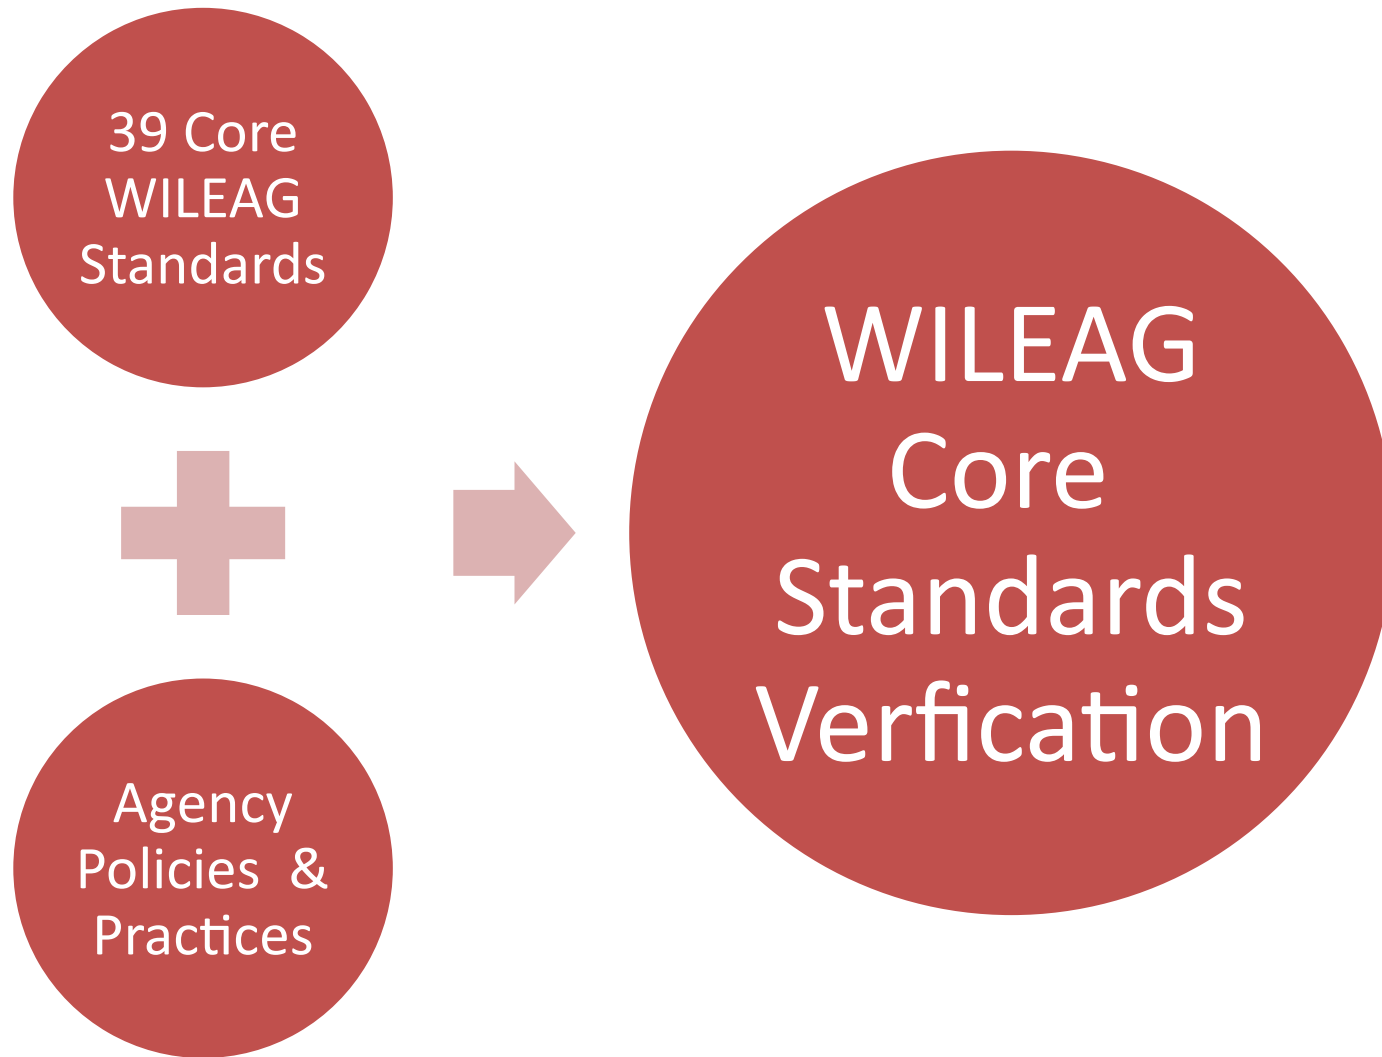 39 Core
WILEAG
Standards
Agency
Policies & 
Practices
WILEAG
Core
Standards
Verfication